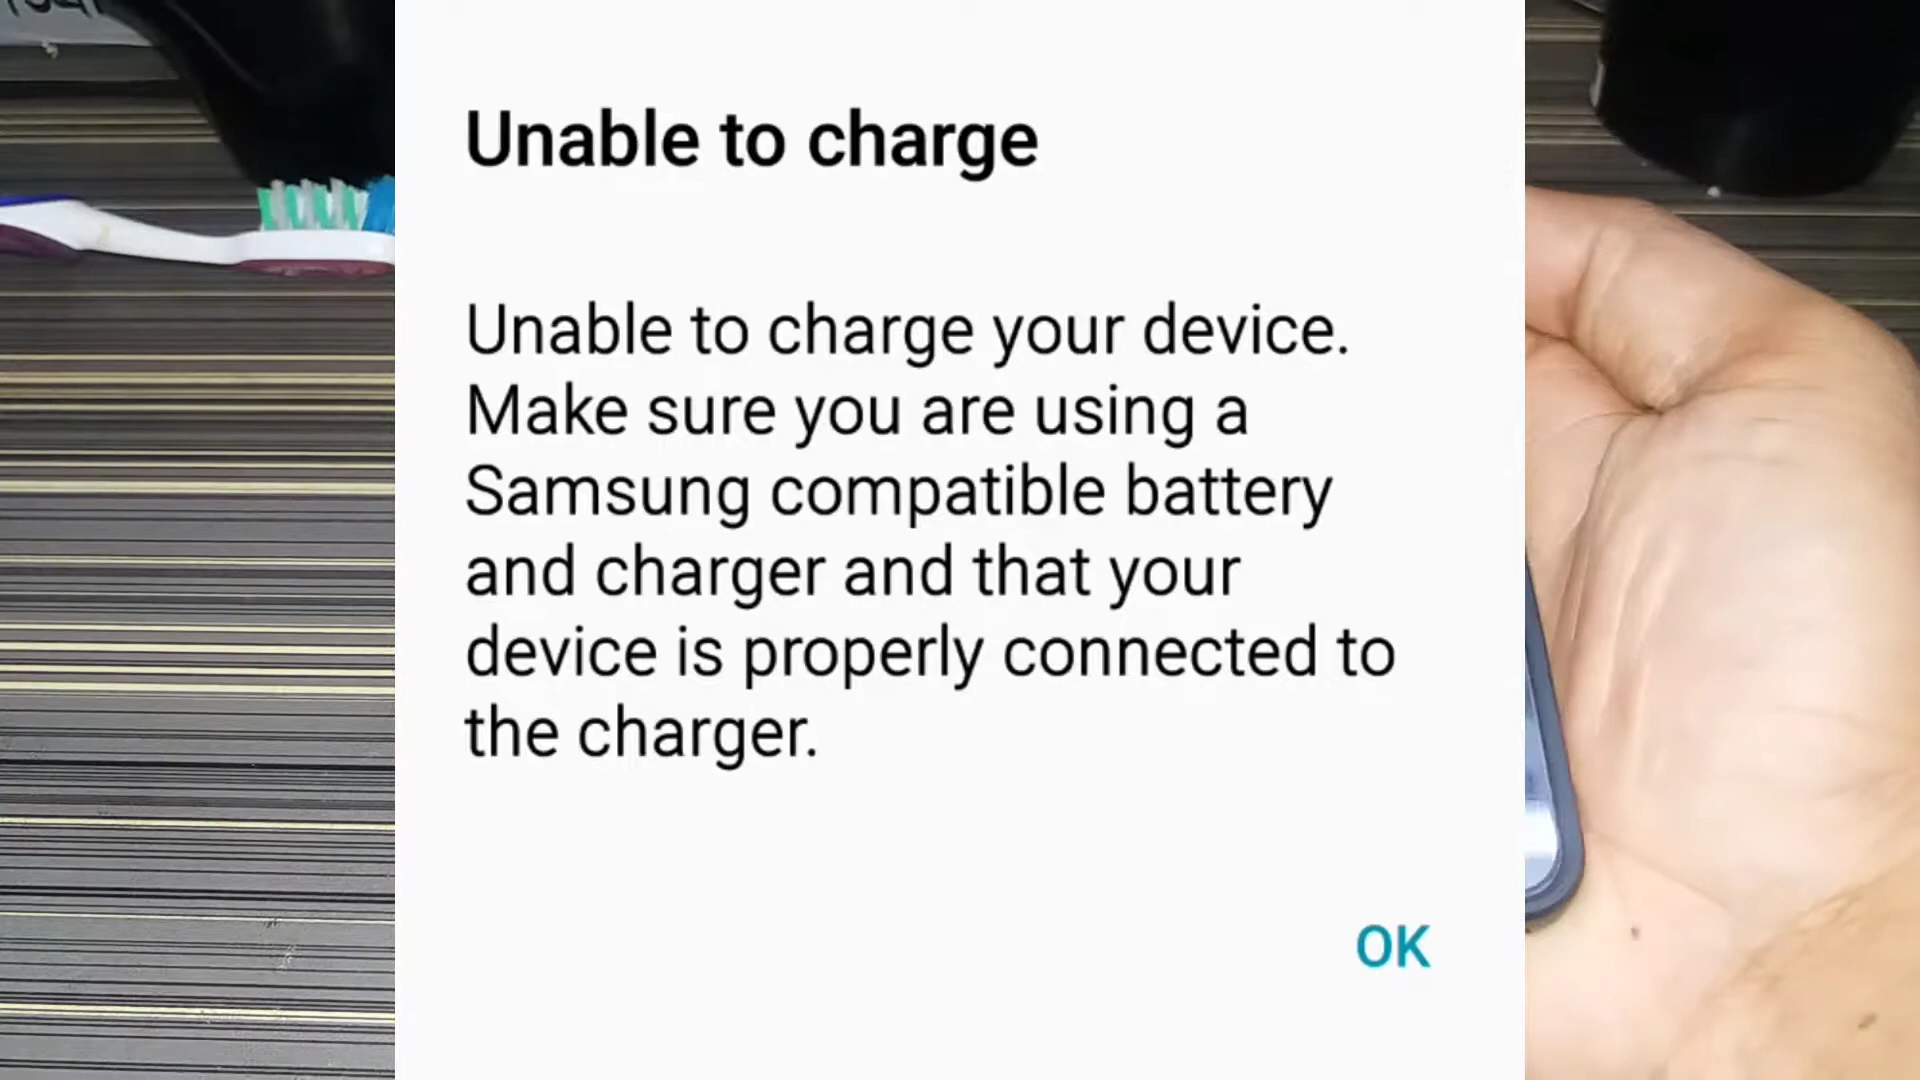 Unable to charge
Unable to charge your device.
Make sure you are using a
Samsung compatible battery
and charger and that your
device is properly connected to
the charger.
OK